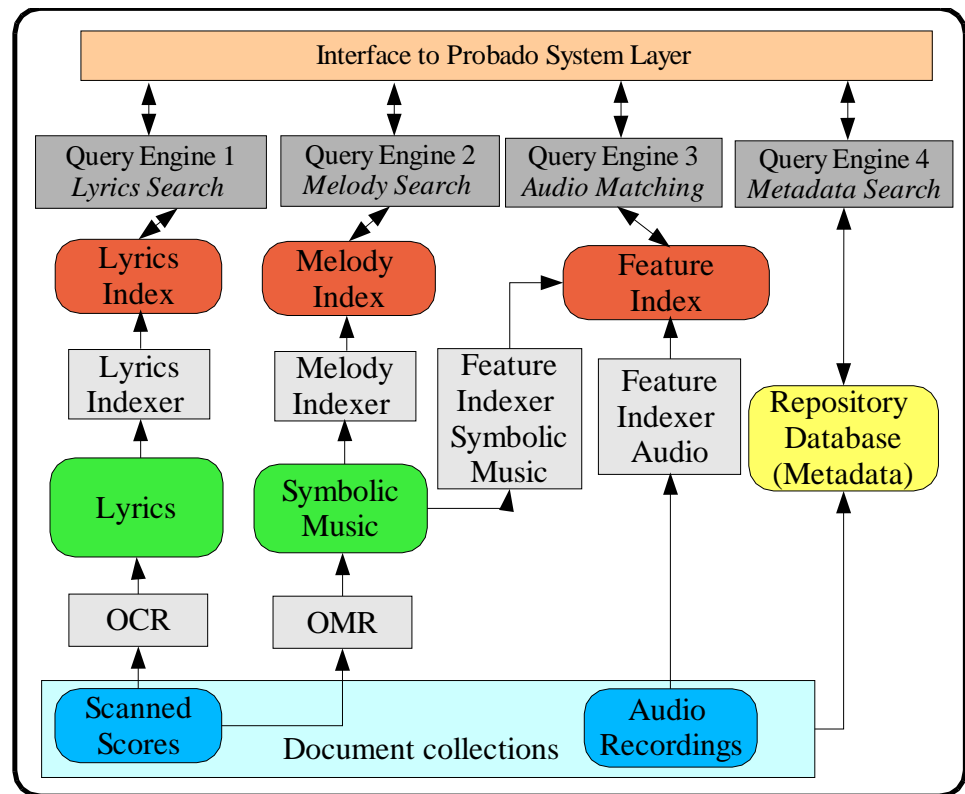 Interface to Probado System Layer
Query Engine 1
Lyrics Search
Query Engine 2
Melody Search
Query Engine 3
Audio Matching
Query Engine 4
Metadata Search
Lyrics
Index
Melody
Index
Feature
Index
Lyrics
Indexer
Melody
Indexer
Feature
Indexer
Symbolic
Music
Feature
Indexer
Audio
Repository
Database
(Metadata)
Lyrics
Symbolic
Music
OCR
OMR
Scanned
Scores
Document collections
Audio
Recordings